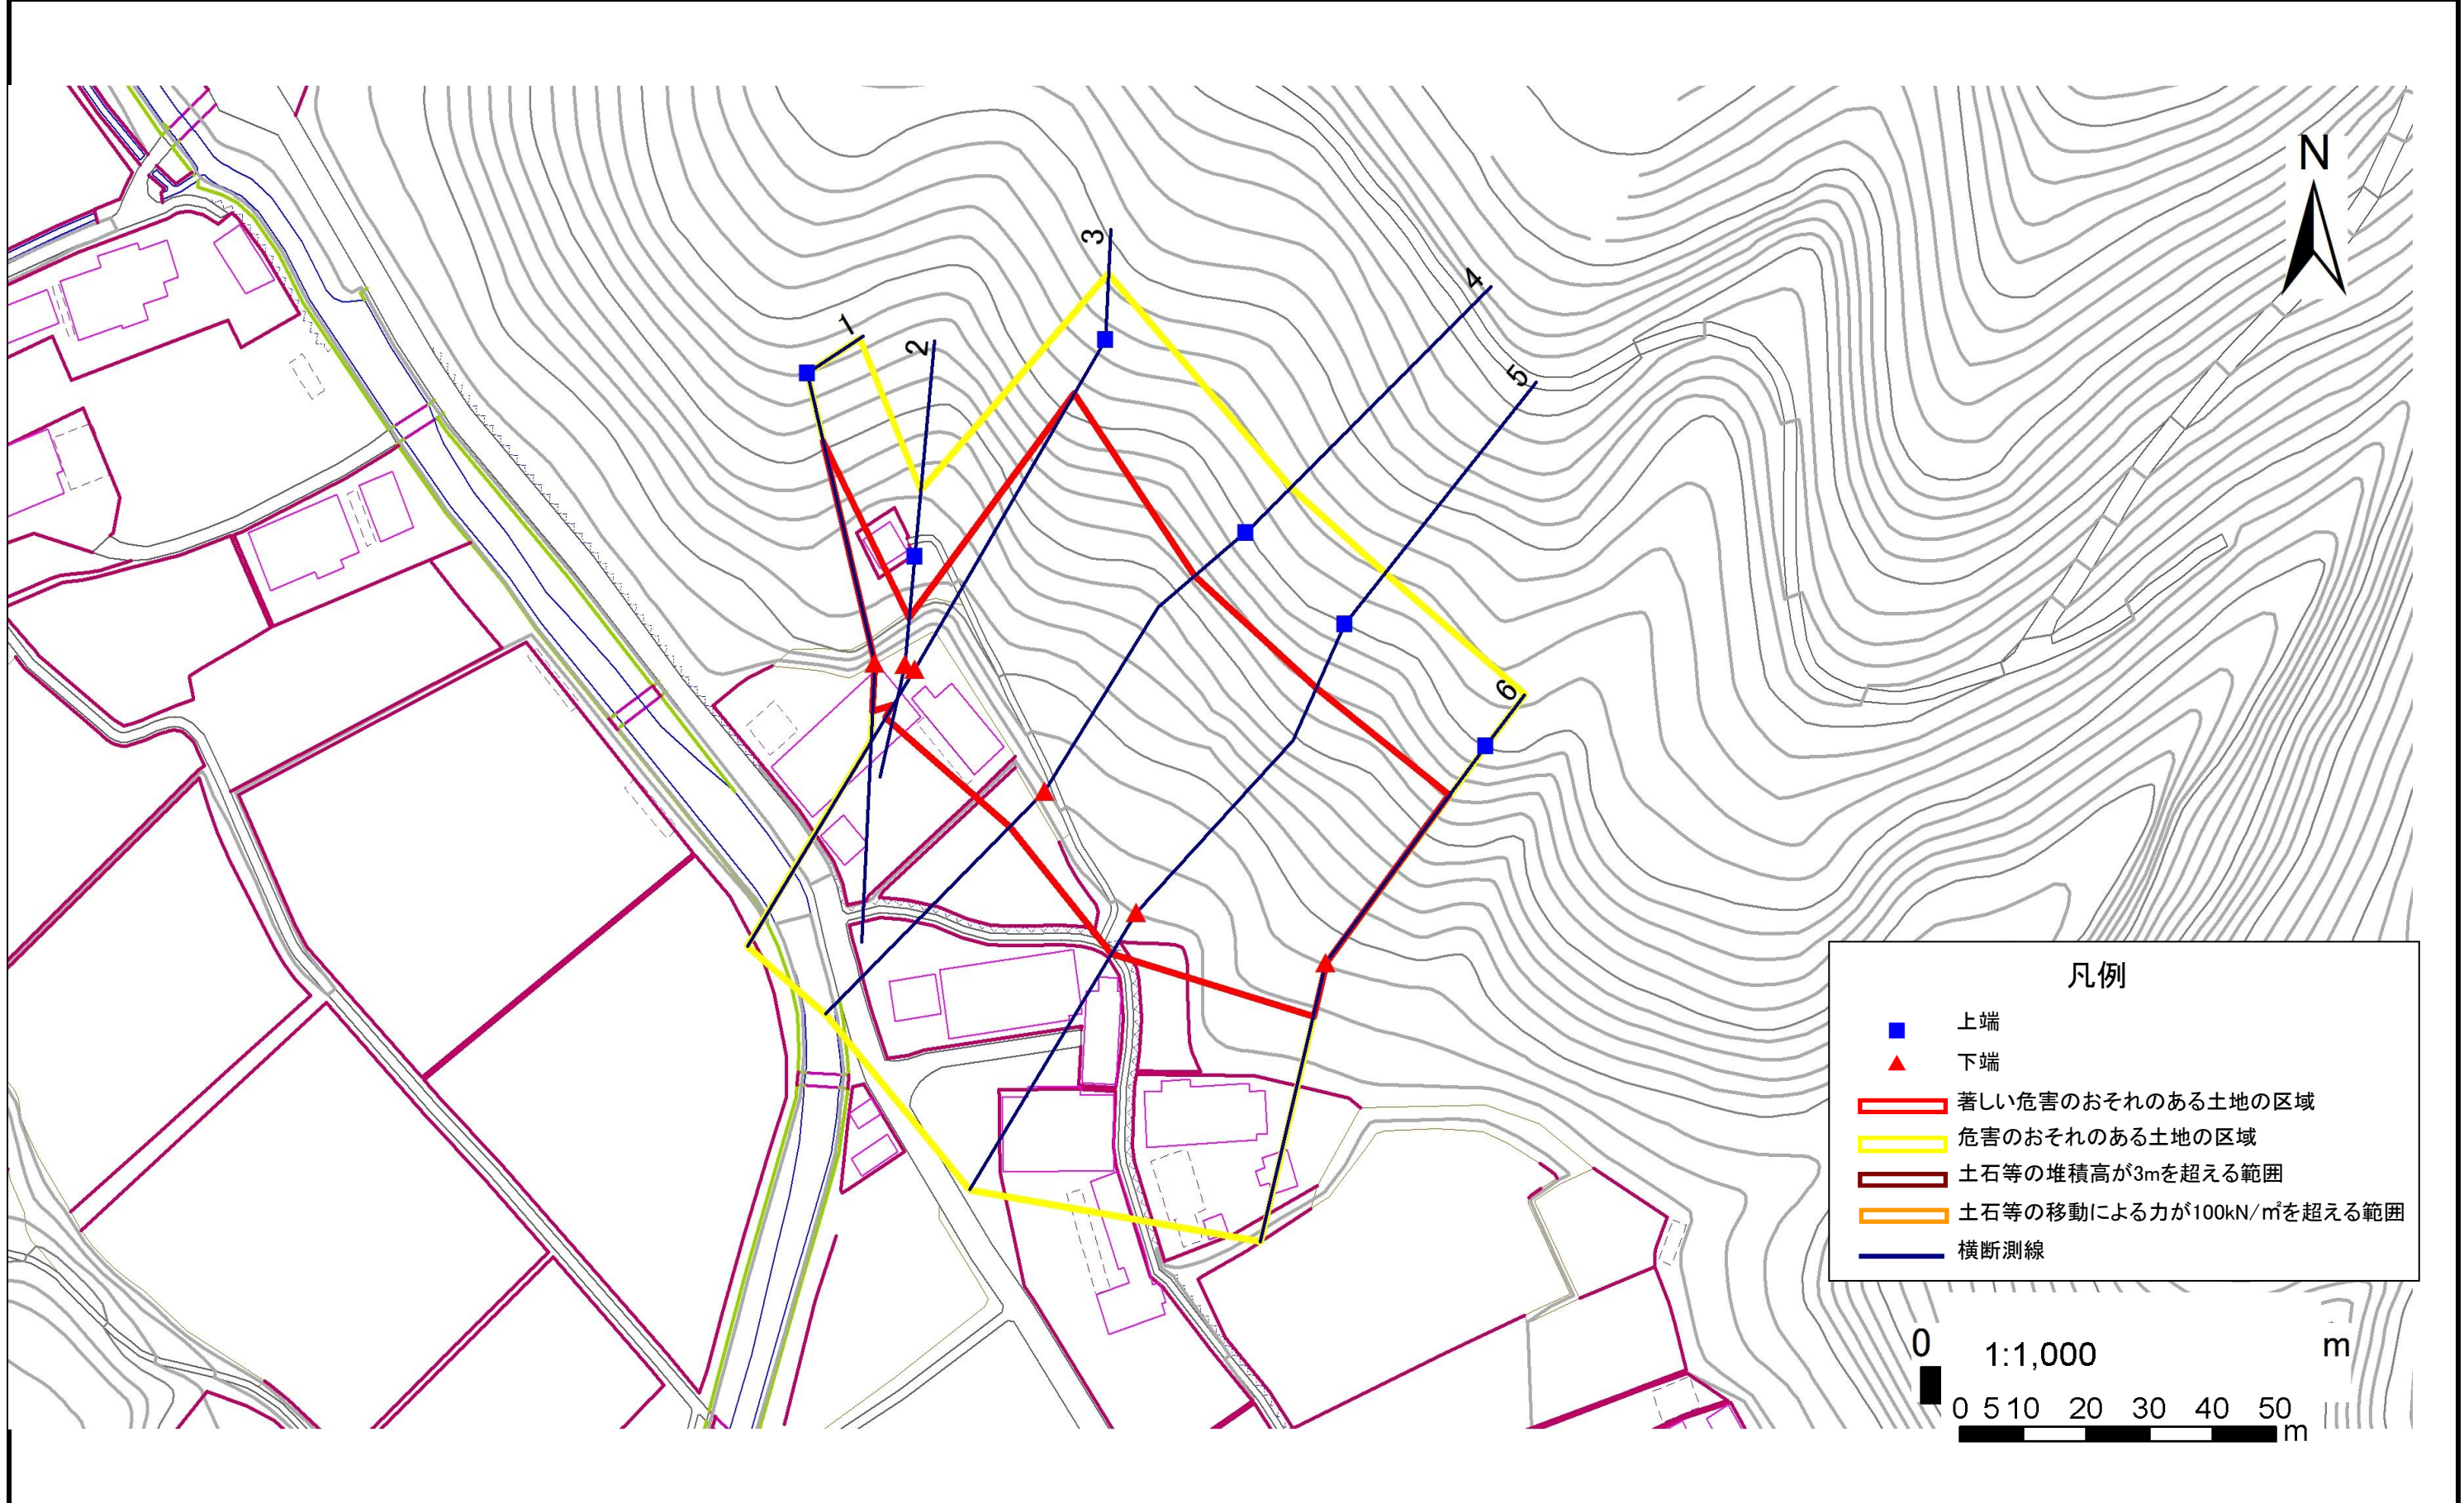 N
1
2
3
4
5
6
凡例
上端
下端
著しい危害のおそれのある土地の区域
危害のおそれのある土地の区域
土石等の堆積高が3mを超える範囲
土石等の移動による力が100kN/㎡を超える範囲
横断測線
0 m
1:1,000
0 5 10 20 30 40 50
m